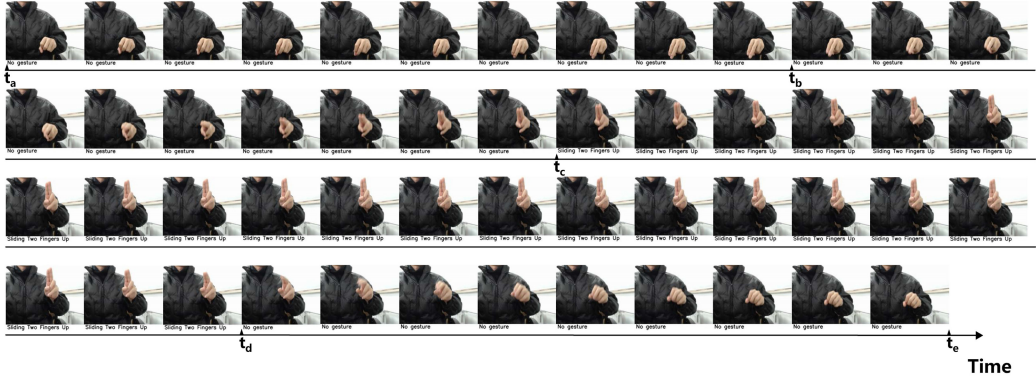 No gesture No gesture No gesture No gesture No gesture No gesture No gesture No gesture No gesture No gesture No gesture No gesture No gesture
ta tb
No gesture No gesture No gesture No gesture No gesture No gesture No gesture Sliding Two Fingers Up Sliding Two Fingers Up Sliding Two Fingers Up Sliding Two Fingers Up Sliding Two Fingers Up Sliding Two Fingers Up
tc
Sliding Two Fingers Up Sliding Two Fingers Up Sliding Two Fingers Up Sliding Two Fingers Up Sliding Two Fingers Up Sliding Two Fingers Up Sliding Two Fingers Up Sliding Two Fingers Up Sliding Two Fingers Up Sliding Two Fingers Up Sliding Two Fingers Up Sliding Two Fingers Up Sliding Two Fingers Up
Sliding Two Fingers Up Sliding Two Fingers Up Sliding Two Fingers Up No gesture No gesture No gesture No gesture No gesture No gesture No gesture No gesture No gesture
td te
Time